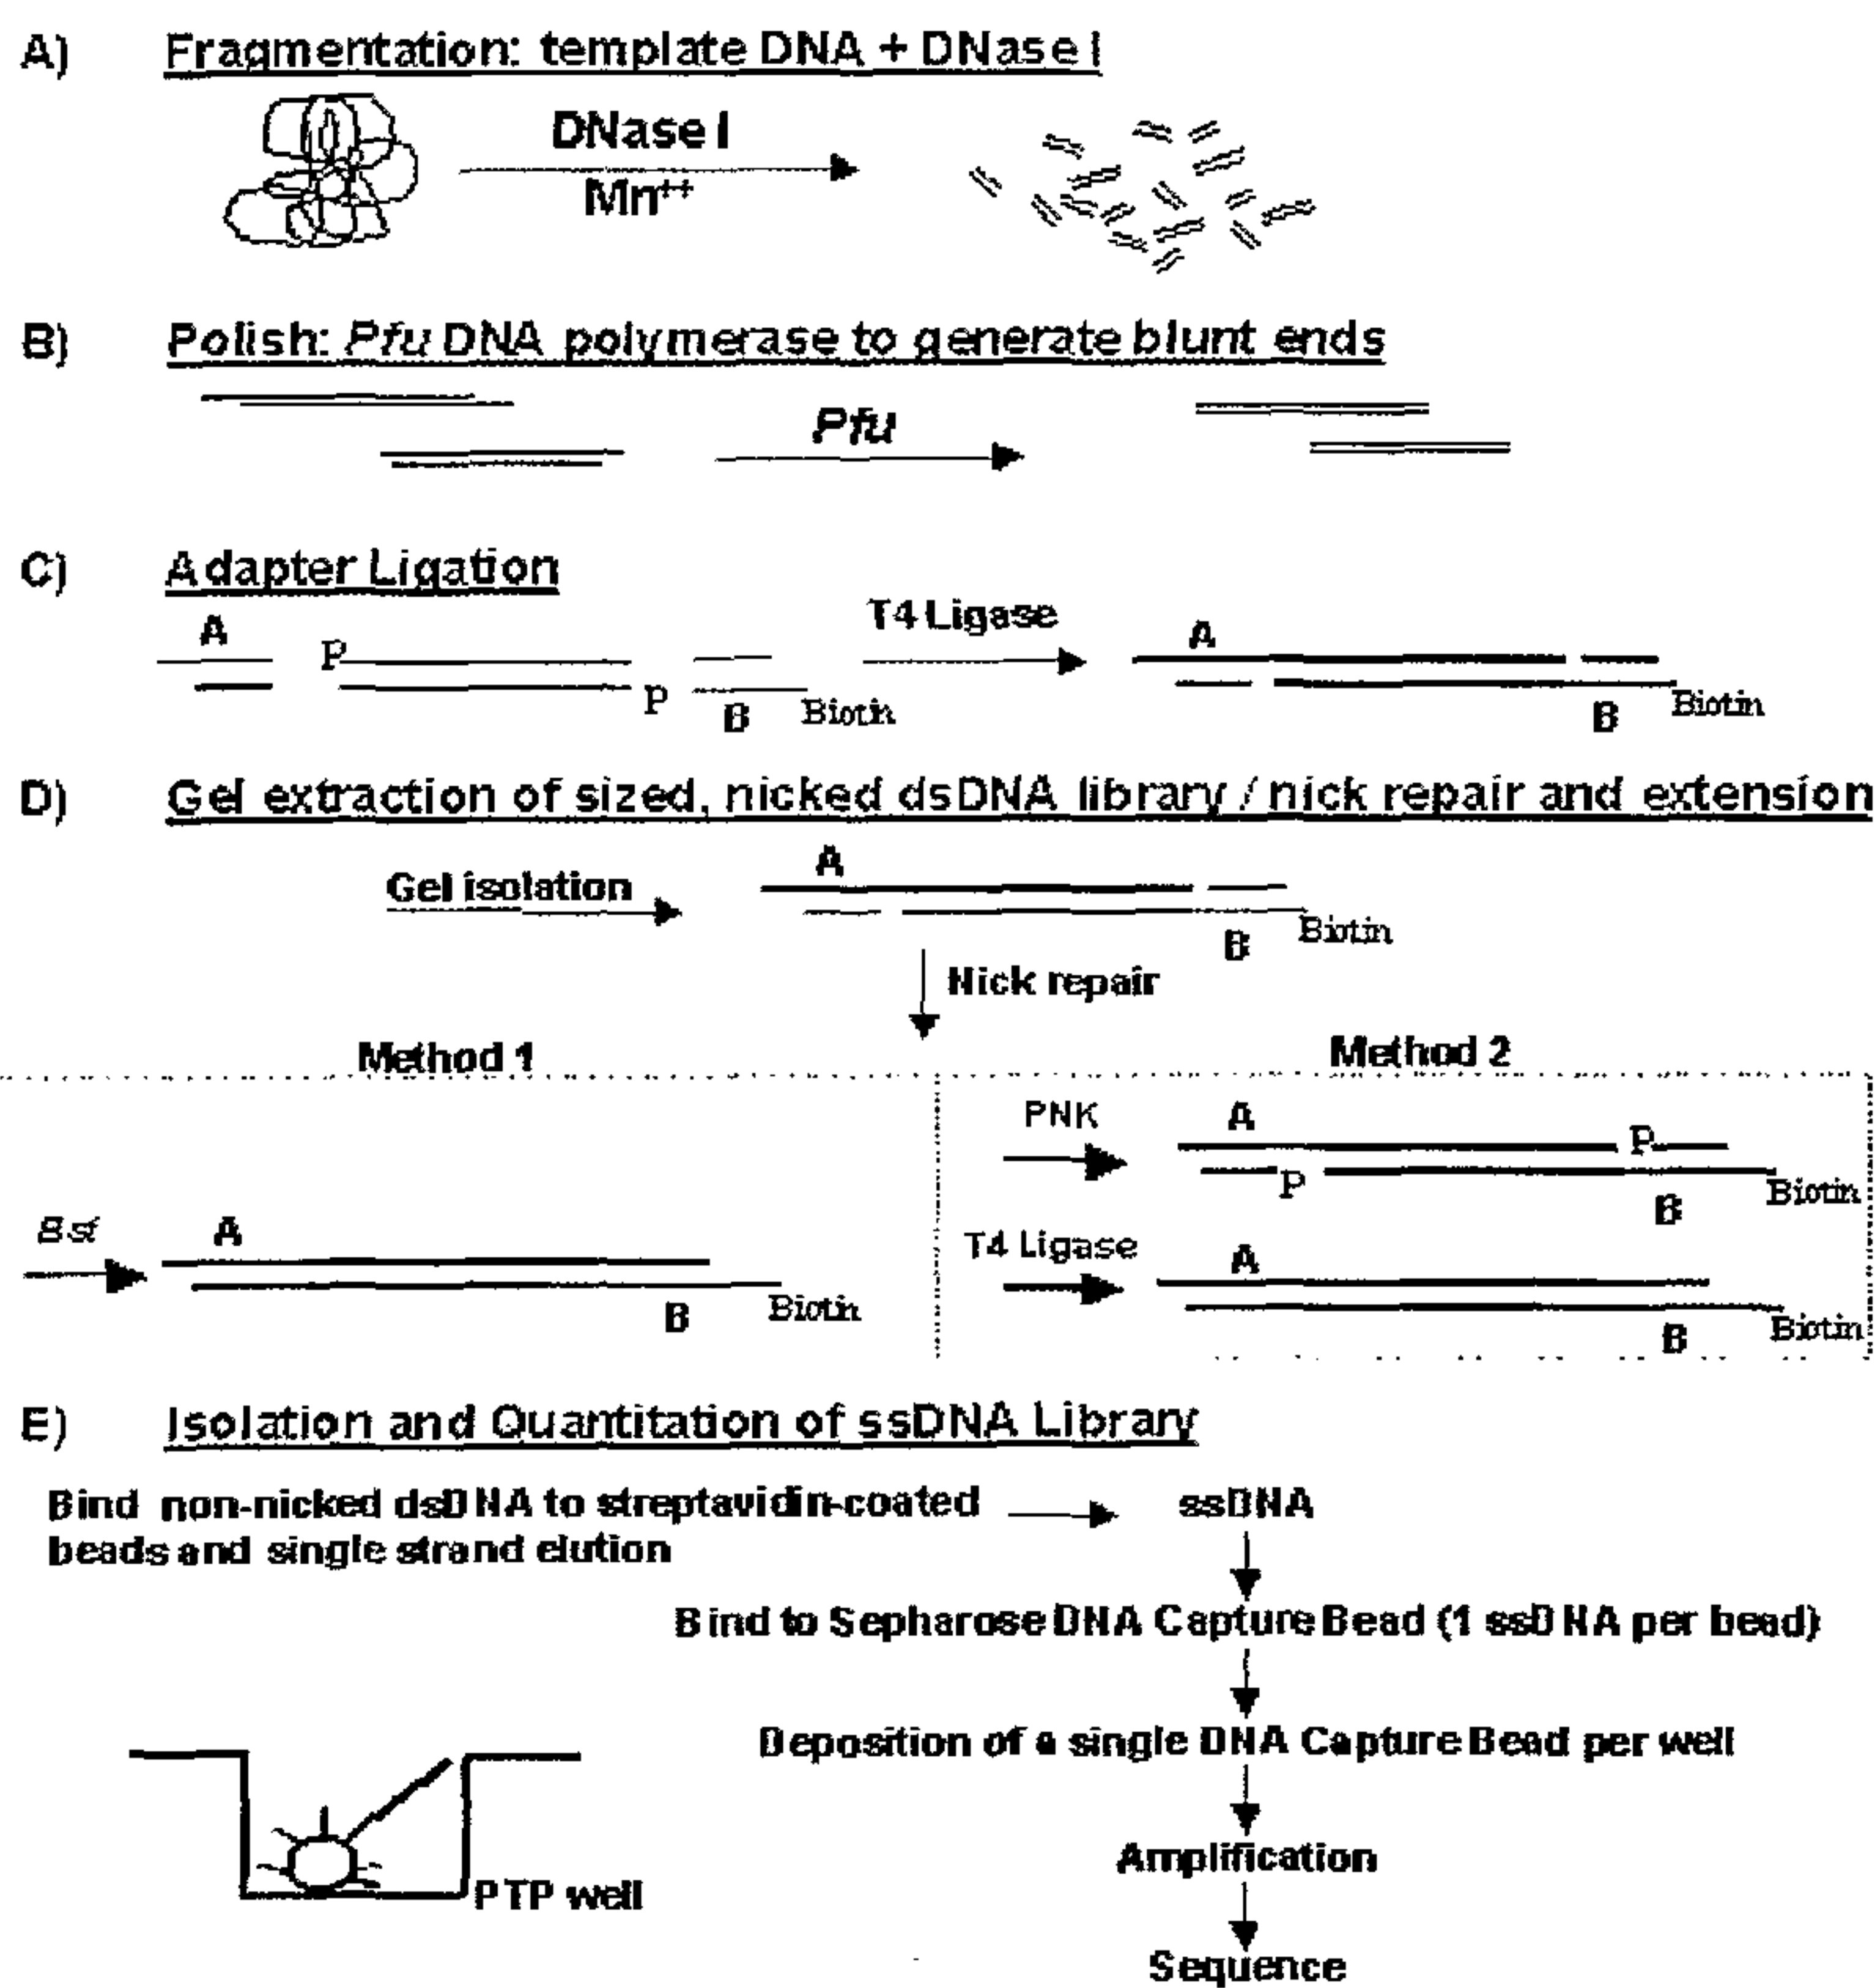 A) Fragmentation: template DNA + DNase I
DNase I
Mn++
B) Polish: Pfu DNA polymerase to generate blunt ends
Pfu
C) Adapter Ligation
A P T4 Ligase A
P B Biotin B Biotin
D) Gel extraction of sized, nicked dsDNA library / nick repair and extension
Gel isolation A
B Biotin
Nick repair
Method 1 Method 2
PNK A P
P B Biotin
Bst A T4 Ligase A
B Biotin B Biotin
E) Isolation and Quantitation of ssDNA Library
Bind non-nicked dsDNA to streptavidin-coated ssDNA
beads and single strand elution
Bind to Sepharose DNA Capture Bead (1 ssDNA per bead)
Deposition of a single DNA Capture Bead per well
Amplification
PTP well
Sequence